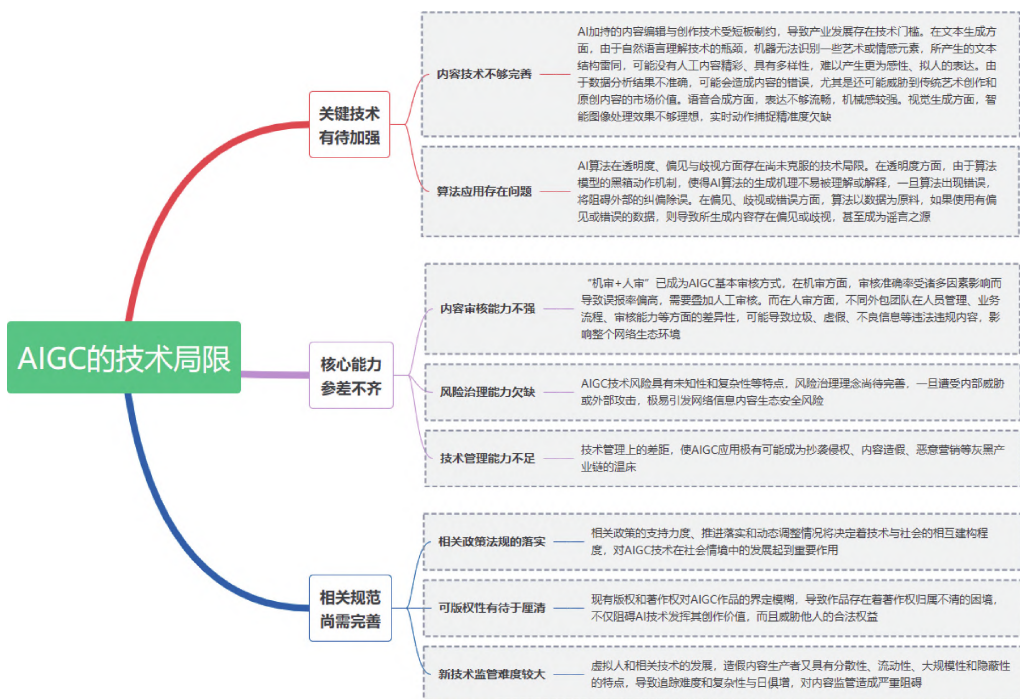 AIGC的技术局限
关键技术
有待加强
内容技术不够完善
AI加持的内容编辑与创作技术受短板制约，导致产业发展存在技术门槛。在文本生成方
面，由于自然语言理解技术的瓶颈，机器无法识别一些艺术或情感元素，所产生的文本
结构雷同，可能没有人工内容精彩、具有多样性，难以产生更为感性、拟人的表达。由
于数据分析结果不准确，可能会造成内容的错误，尤其是还可能威胁到传统艺术创作和
原创内容的市场价值。语音合成方面，表达不够流畅，机械感较强。视觉生成方面，智
能图像处理效果不够理想，实时动作捕捉精准度欠缺
算法应用存在问题
AI算法在透明度、偏见与歧视方面存在尚未克服的技术局限。在透明度方面，由于算法
模型的黑箱动作机制，使得AI算法的生成机理不易被理解或解释，一旦算法出现错误，
将阻碍外部的纠偏除误。在偏见、歧视或错误方面，算法以数据为原料，如果使用有偏
见或错误的数据，则导致所生成内容存在偏见或歧视，甚至成为谣言之源
核心能力
参差不齐
内容审核能力不强
“机审+人审”已成为AIGC基本审核方式，在机审方面，审核准确率受诸多因素影响而
导致误报率偏高，需要叠加人工审核。而在人审方面，不同外包团队在人员管理、业务
流程、审核能力等方面的差异性，可能导致垃圾、虚假、不良信息等违法违规内容，影
响整个网络生态环境
风险治理能力欠缺
AIGC技术风险具有未知性和复杂性等特点，风险治理理念尚待完善，一旦遭受内部威胁
或外部攻击，极易引发网络信息内容生态安全风险
技术管理能力不足
技术管理上的差距，使AIGC应用极有可能成为抄袭侵权、内容造假、恶意营销等灰黑产
业链的温床
相关规范
尚需完善
相关政策法规的落实
相关政策的支持力度、推进落实和动态调整情况将决定着技术与社会的相互建构程
度，对AIGC技术在社会情境中的发展起到重要作用
可版权性有待于厘清
现有版权和著作权对AIGC作品的界定模糊，导致作品存在着著作权归属不清的困境，
不仅阻碍AI技术发挥其创作价值，而且威胁他人的合法权益
新技术监管难度较大
虚拟人和相关技术的发展，造假内容生产者又具有分散性、流动性、大规模性和隐蔽性
的特点，导致追踪难度和复杂性与日俱增，对内容监管造成严重阻碍